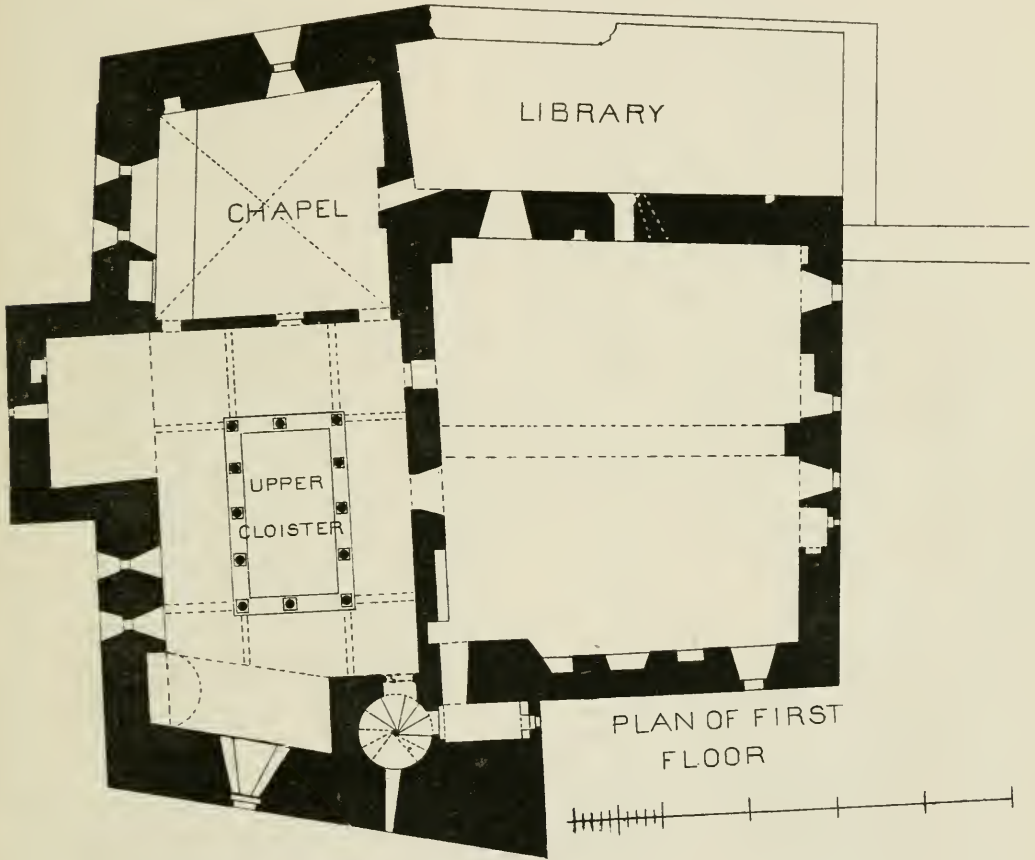 LIBRARY
CHAPEL
UPPER
CLOISTER
PLAN OF FIRST
FLOOR